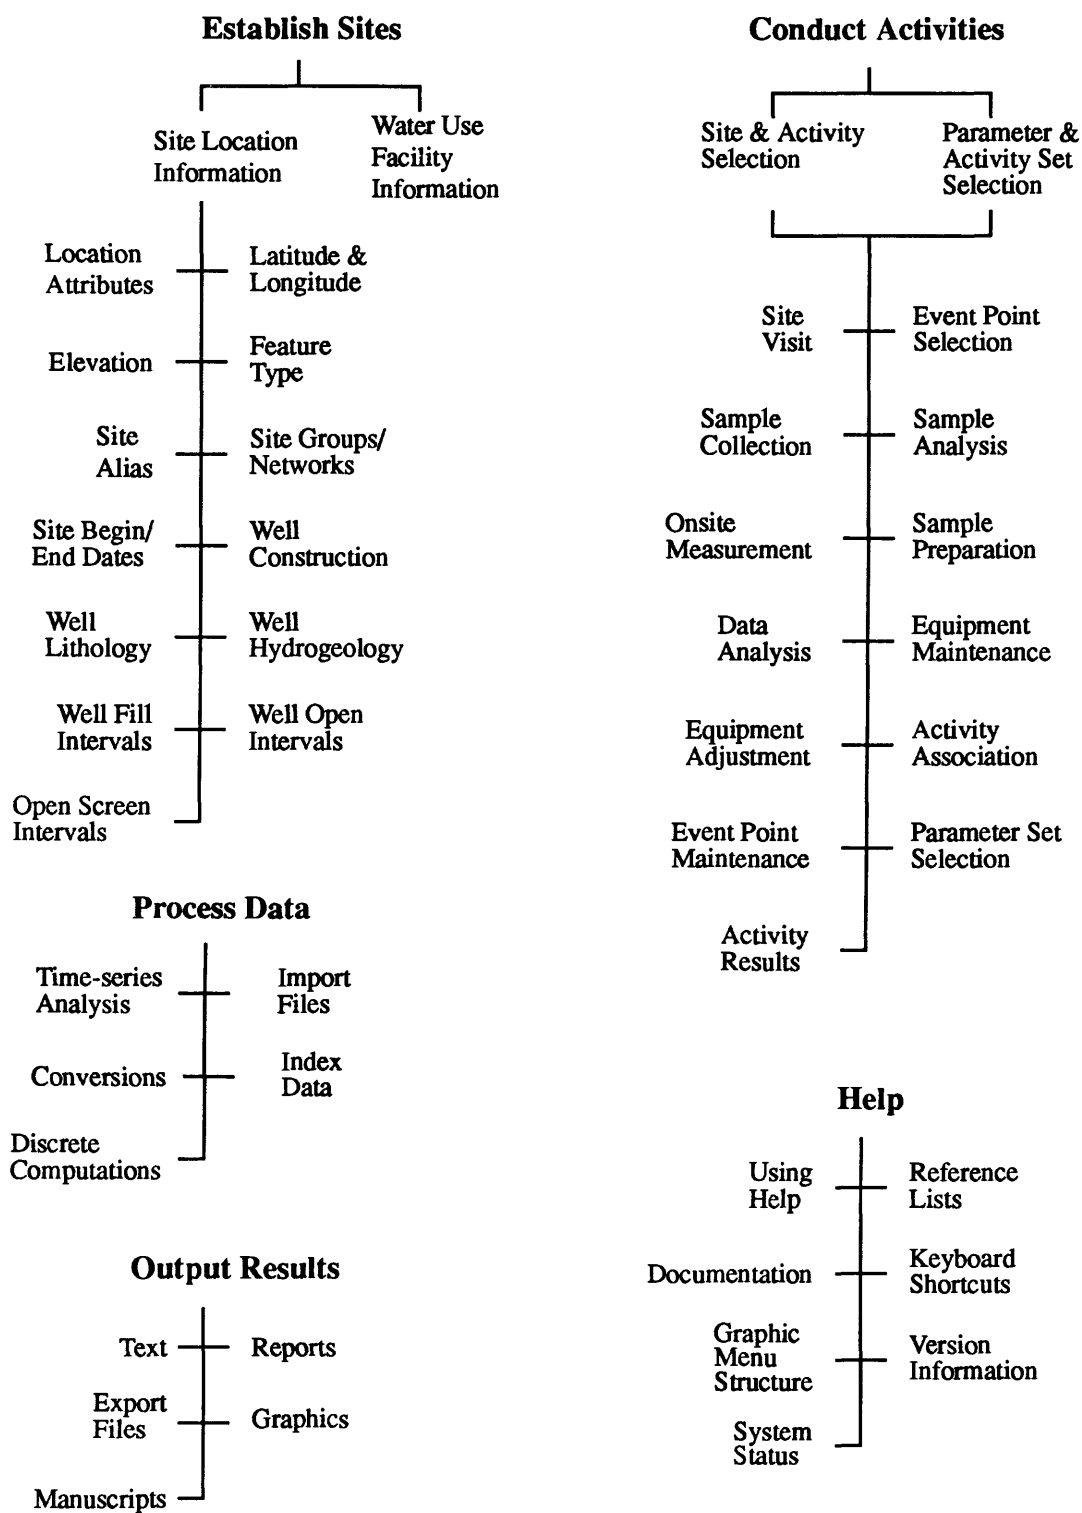 Establish Sites
Site Location
Information
Water Use
Facility
Information
Location
Attributes
Latitude &
Longitude
Elevation
Feature
Type
Site
Alias
Site Groups/
Networks
Site Begin/
End Dates
Well
Construction
Well
Lithology
Well
Hydrogeology
Well Fill
Intervals
Well Open
Intervals
Open Screen
Intervals
Process Data
Time-series
Analysis
Import
Files
Conversions
Index
Data
Discrete
Computations
Output Results
Text
Reports
Export
Files
Graphics
Manuscripts
Conduct Activities
Site & Activity
Selection
Parameter &
Activity Set
Selection
Site
Visit
Event Point
Selection
Sample
Collection
Sample
Analysis
Onsite
Measurement
Sample
Preparation
Data
Analysis
Equipment
Maintenance
Equipment
Adjustment
Activity
Association
Event Point
Maintenance
Parameter Set
Selection
Activity
Results
Help
Using
Help
Reference
Lists
Documentation
Keyboard
Shortcuts
Graphic
Menu
Structure
Version
Information
System
Status